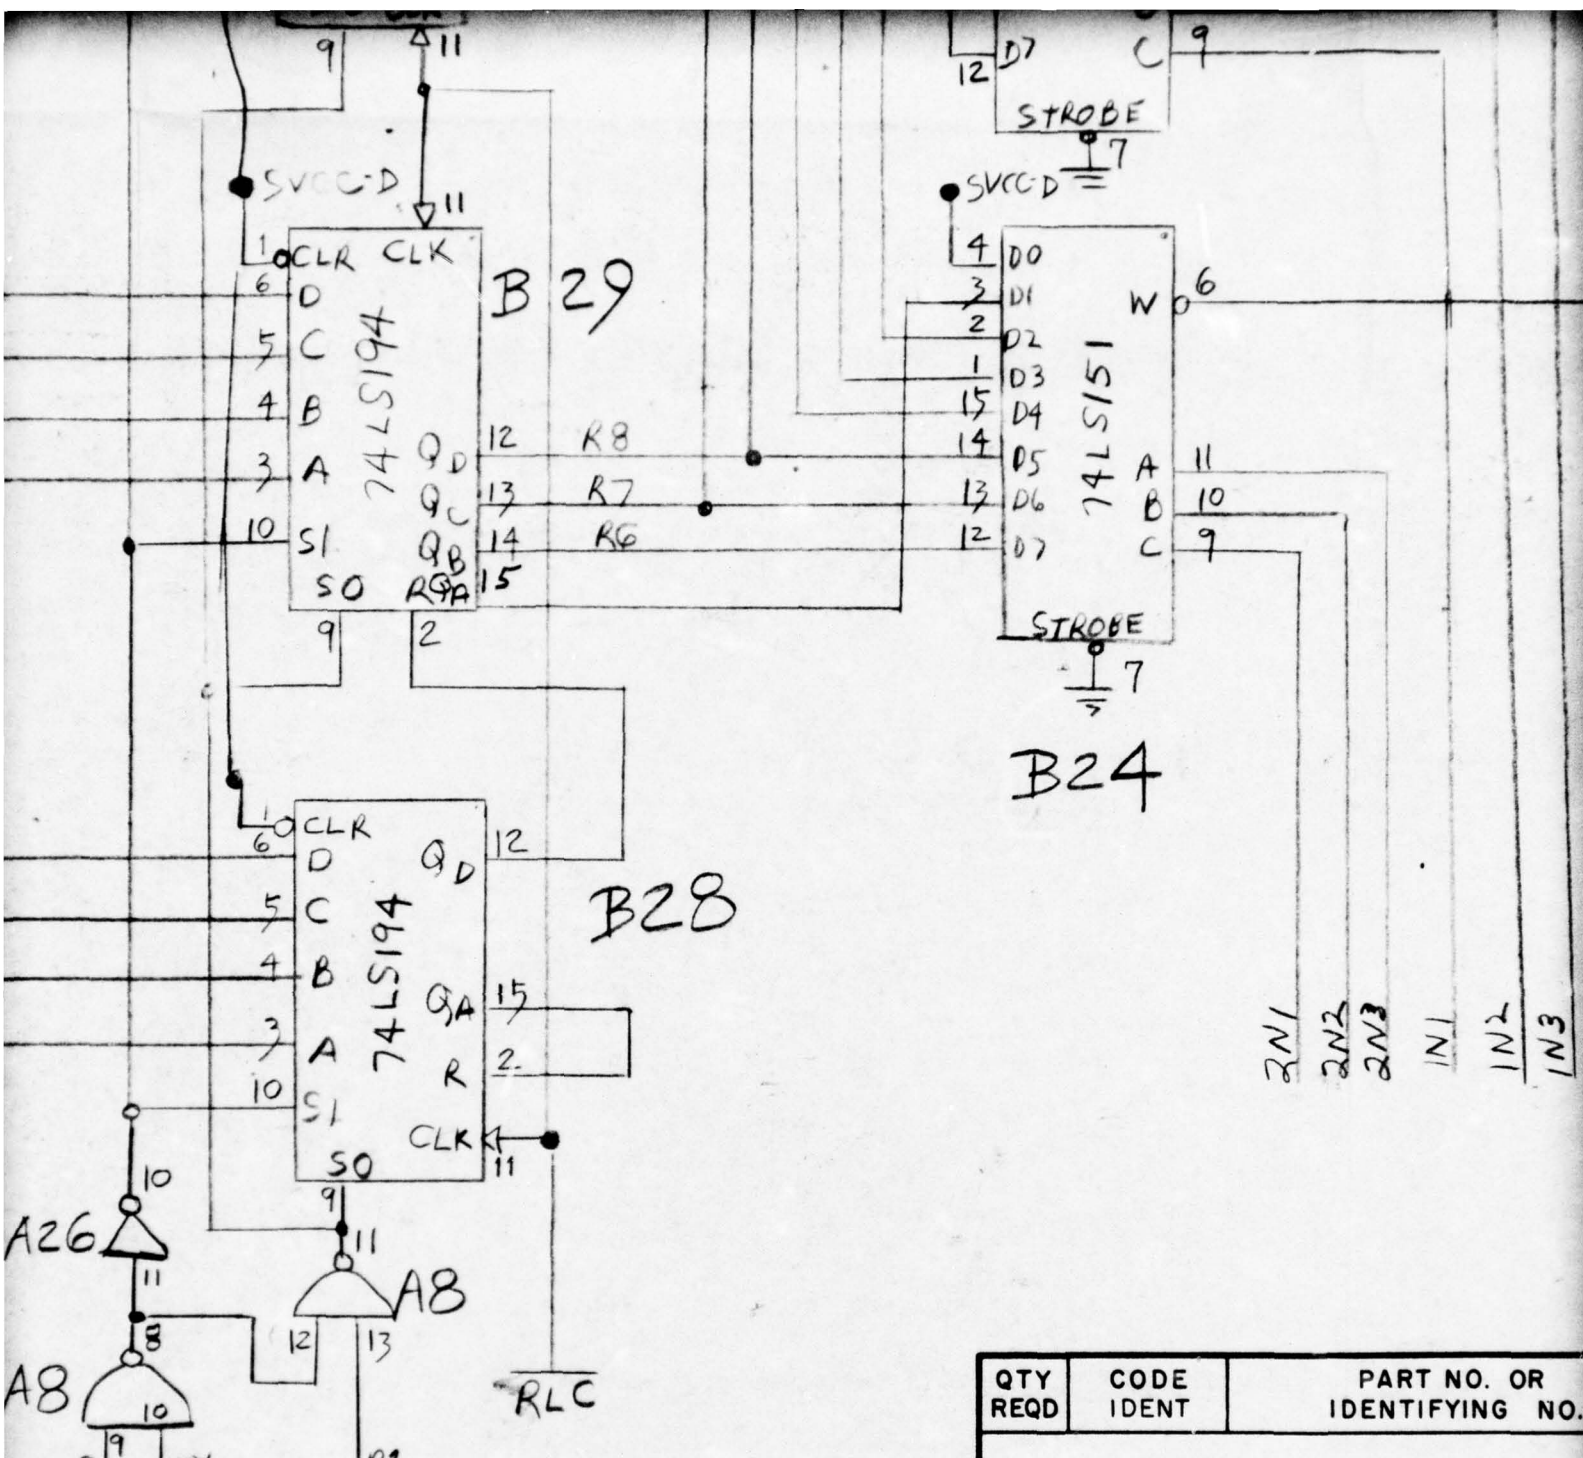 9
11
12
D7
C
9
STROBE
7
SVCC-D
11
SVCC-D
1
CLR
CLK
B 29
6
D
5
C
4
B
3
A
10
S1
74LS194
QD
12
R8
QC
13
R7
QB
14
R6
QA
15
SO
R
9
2
4
D0
3
D1
2
D2
1
D3
15
D4
14
D5
13
D6
12
D7
74LS151
W
6
A
11
B
10
C
9
STROBE
7
B24
1
CLR
6
D
5
C
4
B
3
A
10
S1
74LS194
QD
12
B28
QA
15
R
2
CLK
11
SO
9
2N1
2N2
2N3
1N1
1N2
1N3
10
A26
11
11
A8
12
13
8
A8
10
9
RLC
QTY
REQD
CODE
IDENT
PART NO. OR
IDENTIFYING NO.